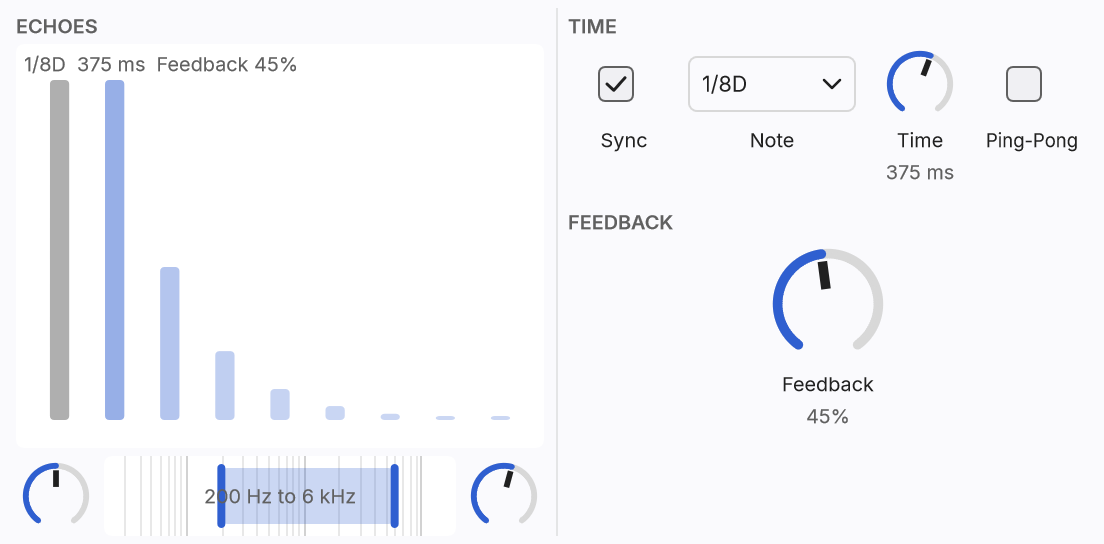 ECHOES
1/8D 375 ms Feedback 45%
200 Hz to 6 kHz
TIME
1/8D
Sync
Note
Time
Ping-Pong
375 ms
FEEDBACK
Feedback
45%